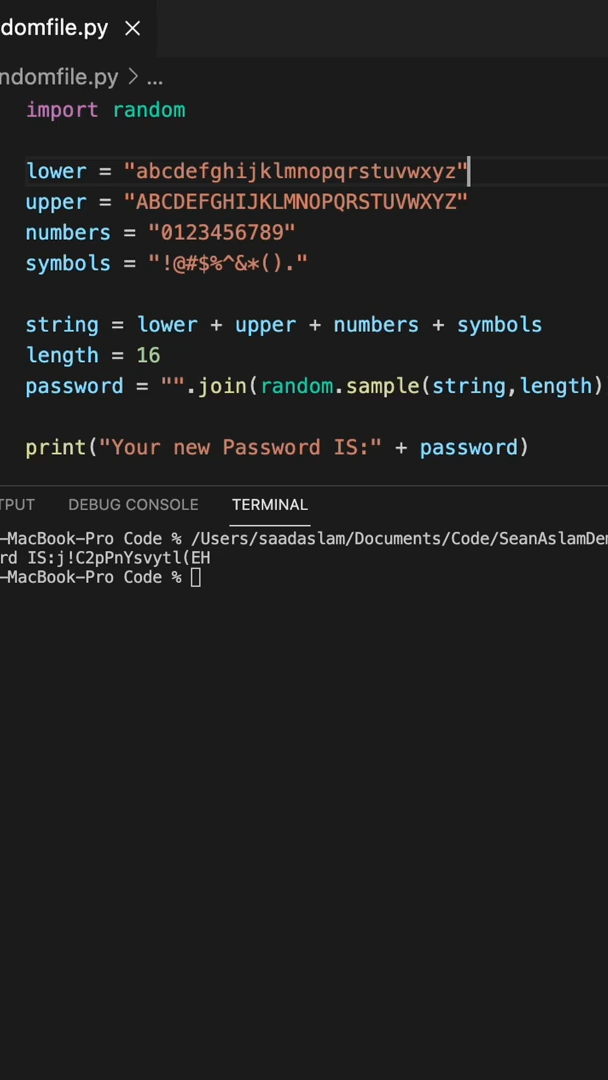 domfile.py ×
ndomfile.py > ...
import random
lower = "abcdefghijklmnopqrstuvwxyz"
upper = "ABCDEFGHIJKLMNOPQRSTUVWXYZ"
numbers = "0123456789"
symbols = "!@#$%^&*()."
string = lower + upper + numbers + symbols
length = 16
password = "".join(random.sample(string,length)
print("Your new Password IS:" + password)
TPUT DEBUG CONSOLE TERMINAL
-MacBook-Pro Code % /Users/saadaslam/Documents/Code/SeanAslamDem
rd IS:j!C2pPnYsvytl(EH
-MacBook-Pro Code %